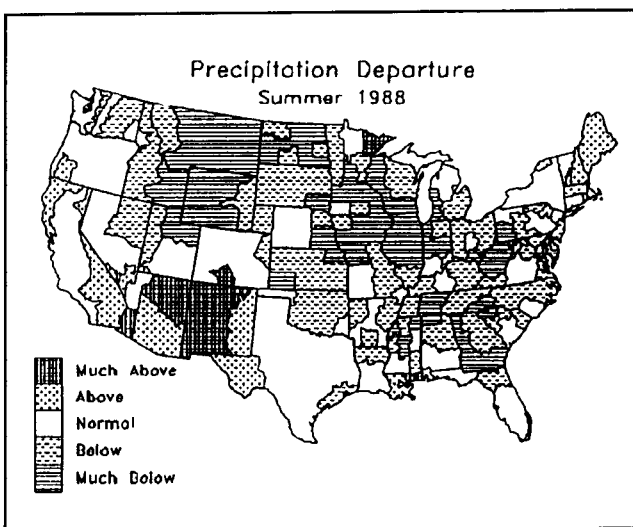 Precipitation Departure
Summer 1988
Much Above
Above
Normal
Below
Much Below